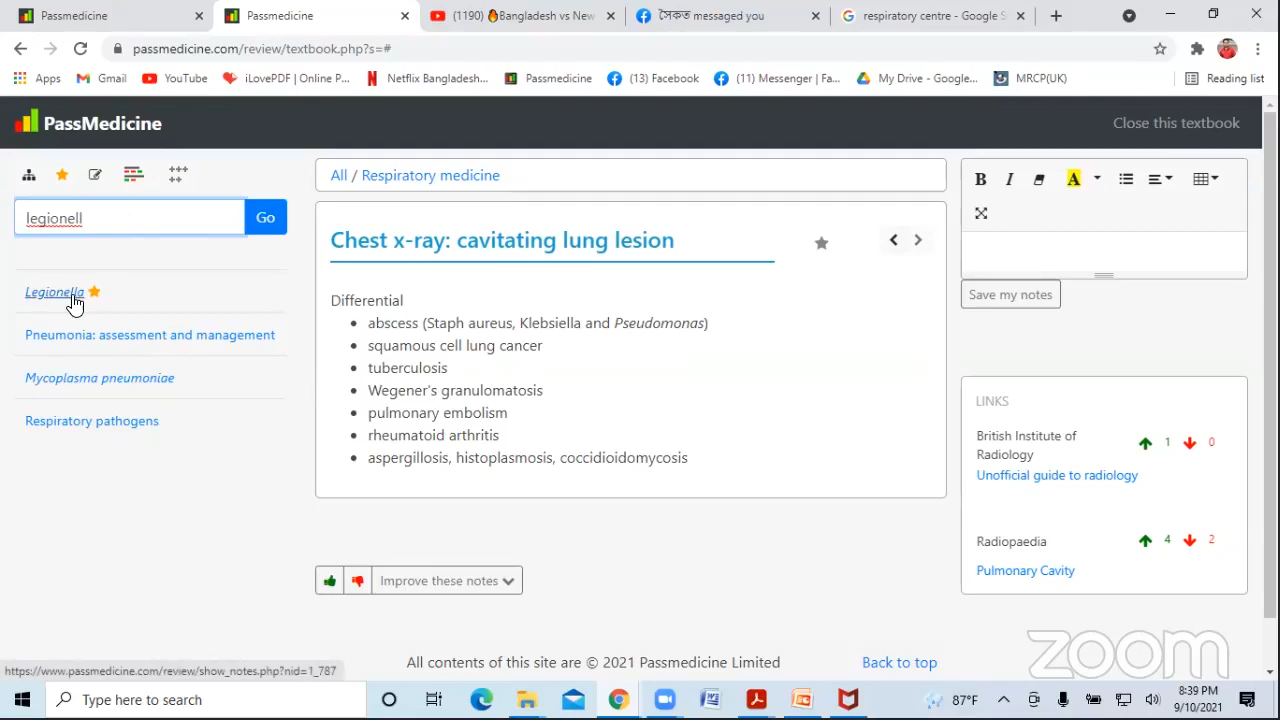 Passmedicine
Passmedicine
(1190) 🔥Bangladesh vs New
সৈকত messaged you
respiratory centre - Google S
passmedicine.com/review/textbook.php?s=#
Apps
Gmail
YouTube
iLovePDF | Online P...
Netflix Bangladesh...
Passmedicine
(13) Facebook
(11) Messenger | Fa...
My Drive - Google...
MRCP(UK)
Reading list
PassMedicine
Close this textbook
legionell
Go
Legionella
Pneumonia: assessment and management
Mycoplasma pneumoniae
Respiratory pathogens
All / Respiratory medicine
Chest x-ray: cavitating lung lesion
Differential
• abscess (Staph aureus, Klebsiella and Pseudomonas)
• squamous cell lung cancer
• tuberculosis
• Wegener's granulomatosis
• pulmonary embolism
• rheumatoid arthritis
• aspergillosis, histoplasmosis, coccidioidomycosis
Improve these notes
B I A
Save my notes
LINKS
British Institute of
Radiology
1
0
Unofficial guide to radiology
Radiopaedia
4
2
Pulmonary Cavity
All contents of this site are © 2021 Passmedicine Limited
Back to top
zoom
https://www.passmedicine.com/review/show_notes.php?nid=1_787
Type here to search
87°F
8:39 PM
9/10/2021